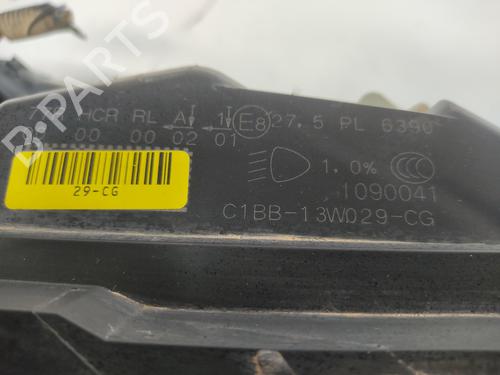 HCR RL A 1 E8 27.5 PL 6390
00 00 02 01
1.0%
1090041
29-CG
C1BB-13W029-CG
B-PARTS